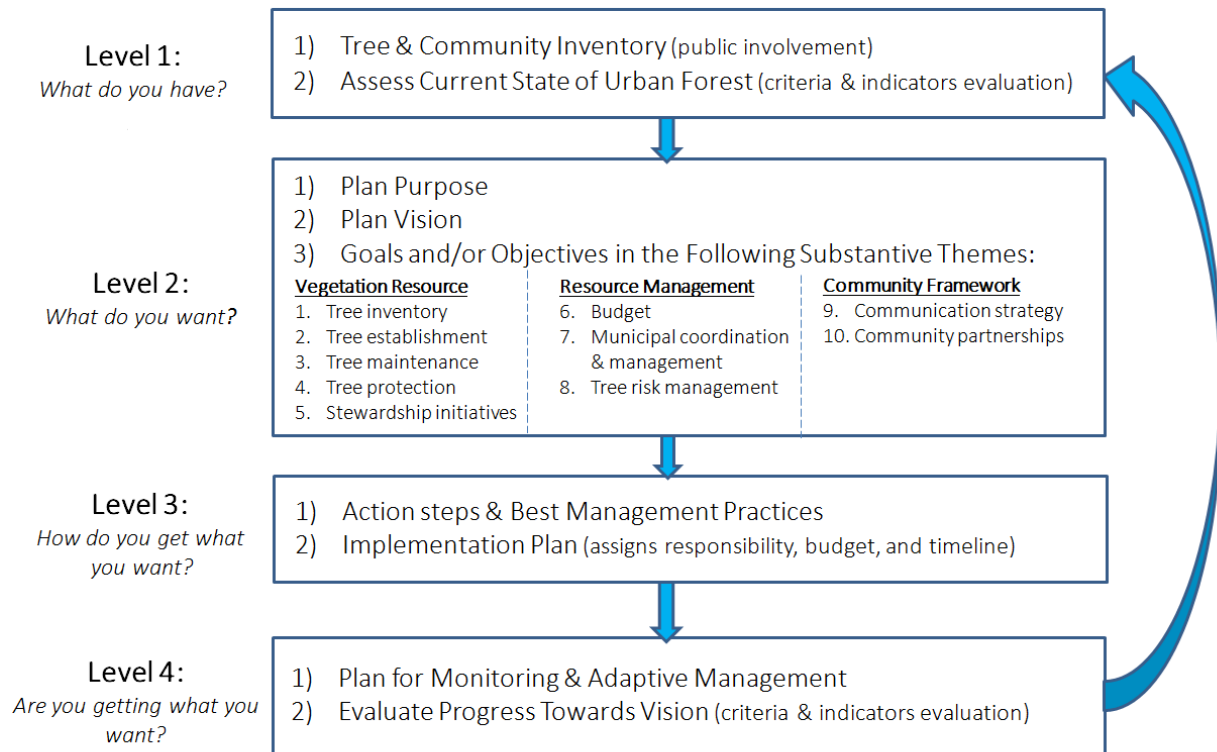 Level 1:
What do you have?
1) Tree & Community Inventory (public involvement)
2) Assess Current State of Urban Forest (criteria & indicators evaluation)
Level 2:
What do you want?
1) Plan Purpose
2) Plan Vision
3) Goals and/or Objectives in the Following Substantive Themes:
Vegetation Resource
1. Tree inventory
2. Tree establishment
3. Tree maintenance
4. Tree protection
5. Stewardship initiatives
Resource Management
6. Budget
7. Municipal coordination
& management
8. Tree risk management
Community Framework
9. Communication strategy
10. Community partnerships
Level 3:
How do you get what
you want?
1) Action steps & Best Management Practices
2) Implementation Plan (assigns responsibility, budget, and timeline)
Level 4:
Are you getting what you
want?
1) Plan for Monitoring & Adaptive Management
2) Evaluate Progress Towards Vision (criteria & indicators evaluation)